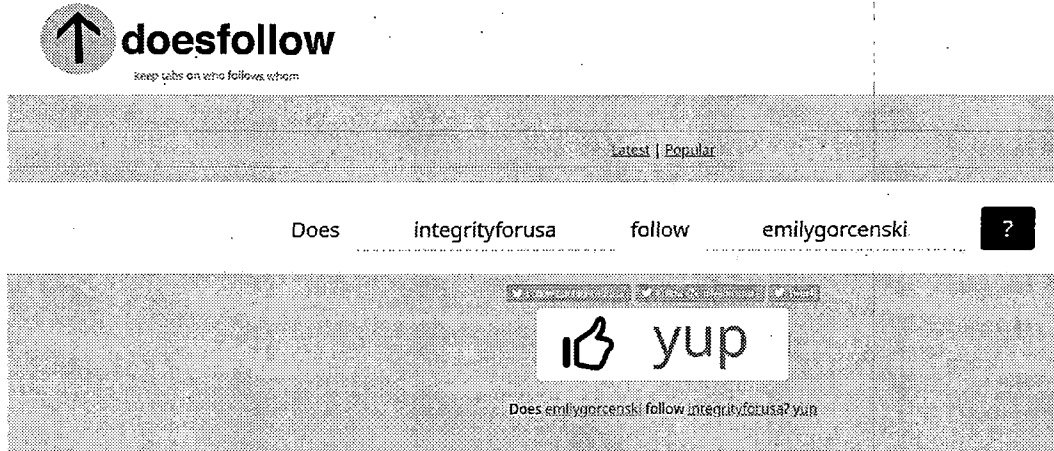 doesfollow
keep tabs on who follows whom
Latest | Popular
Does integrityforusa follow emilygorcenski ?
yup
Does emilygorcenski follow integrityforusa? yup